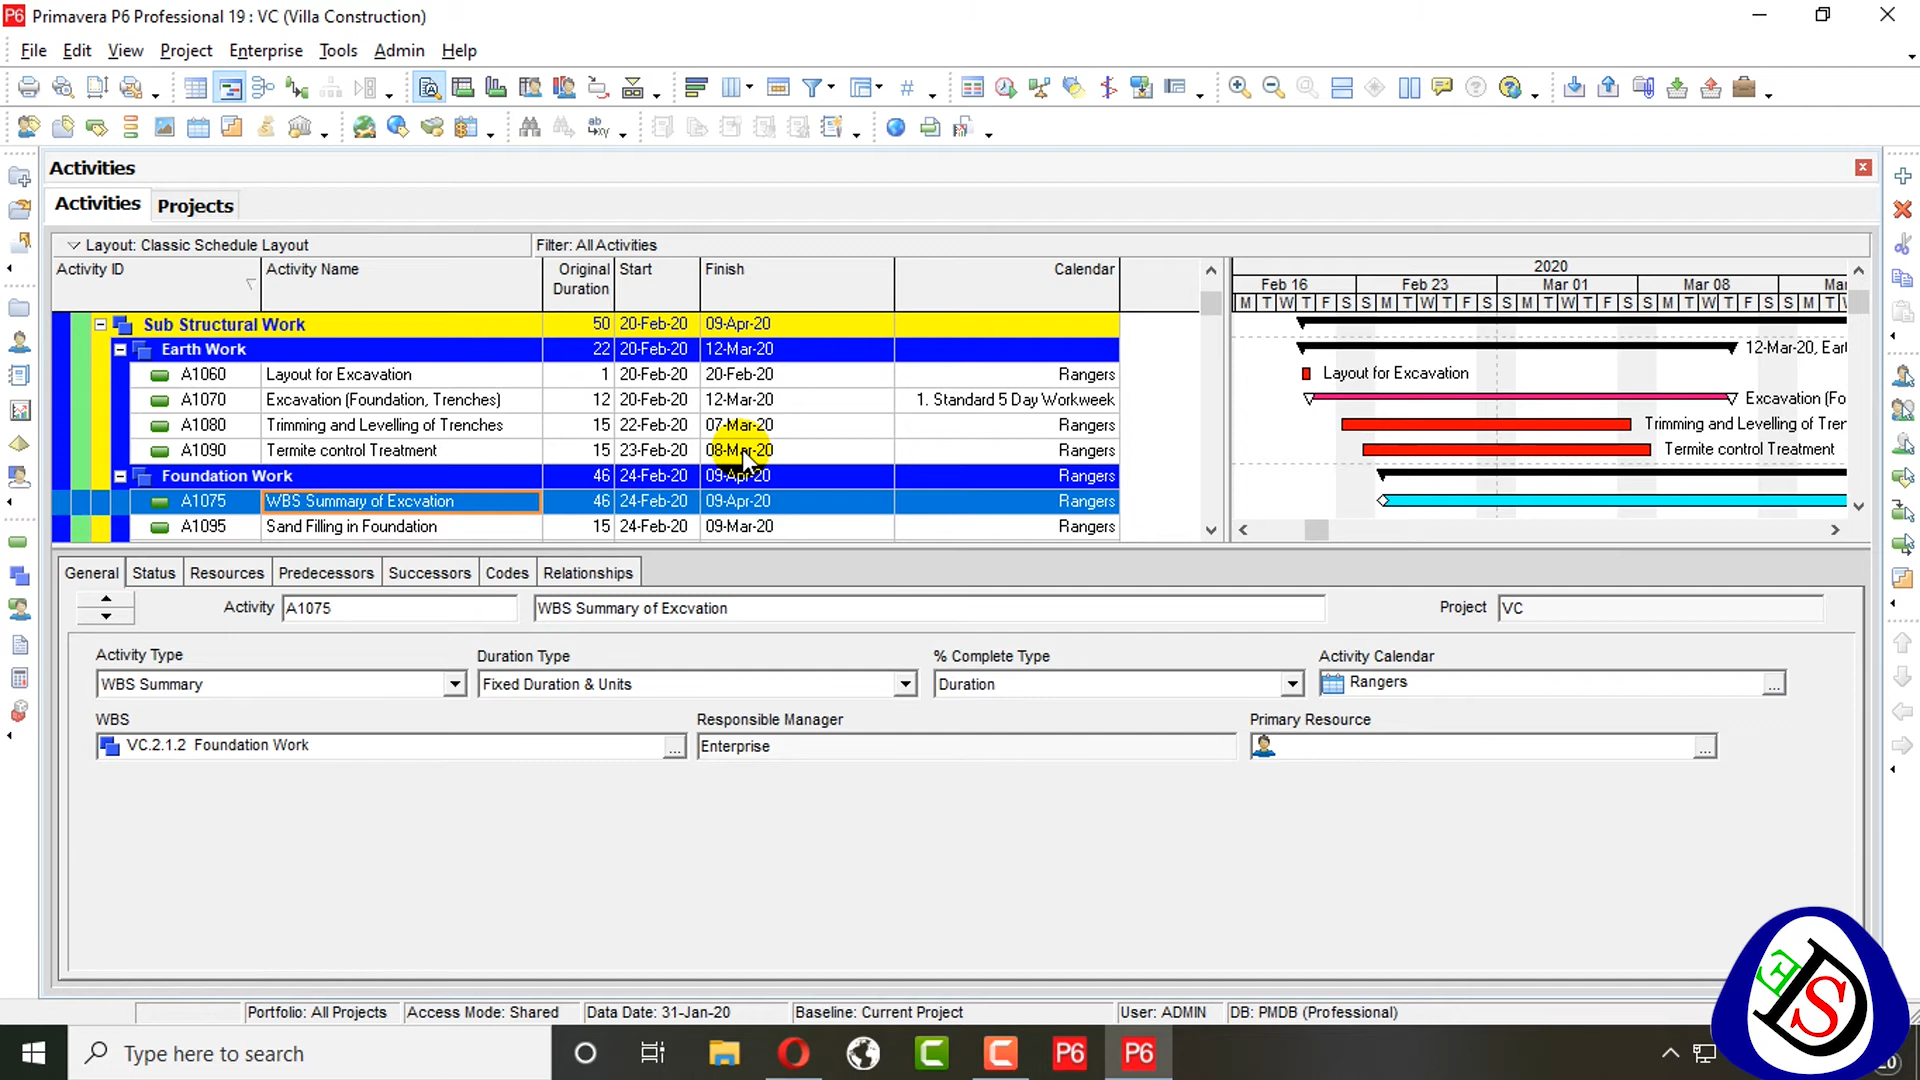 P6 Primavera P6 Professional 19 : VC (Villa Construction)
File Edit View Project Enterprise Tools Admin Help
Activities
Activities Projects
Layout: Classic Schedule Layout Filter: All Activities
Activity ID Activity Name Original Duration Start Finish Calendar
2020
Feb 16 Feb 23 Mar 01 Mar 08 Mar
M T W T F S S M T W T F S S M T W T F S S M T W T F S S M T W
Sub Structural Work 50 20-Feb-20 09-Apr-20
Earth Work 22 20-Feb-20 12-Mar-20 12-Mar-20, Earl
A1060 Layout for Excavation 1 20-Feb-20 20-Feb-20 Rangers Layout for Excavation
A1070 Excavation (Foundation, Trenches) 12 20-Feb-20 12-Mar-20 1. Standard 5 Day Workweek Excavation (Fo
A1080 Trimming and Levelling of Trenches 15 22-Feb-20 07-Mar-20 Rangers Trimming and Levelling of Tren
A1090 Termite control Treatment 15 23-Feb-20 08-Mar-20 Rangers Termite control Treatment
Foundation Work 46 24-Feb-20 09-Apr-20 Rangers
A1075 WBS Summary of Excvation 46 24-Feb-20 09-Apr-20 Rangers
A1095 Sand Filling in Foundation 15 24-Feb-20 09-Mar-20 Rangers
General Status Resources Predecessors Successors Codes Relationships
Activity A1075 WBS Summary of Excvation Project VC
Activity Type Duration Type % Complete Type Activity Calendar
WBS Summary Fixed Duration & Units Duration Rangers ...
WBS Responsible Manager Primary Resource
VC.2.1.2 Foundation Work ... Enterprise ...
Portfolio: All Projects Access Mode: Shared Data Date: 31-Jan-20 Baseline: Current Project User: ADMIN DB: PMDB (Professional)
Type here to search P6 P6
E D S